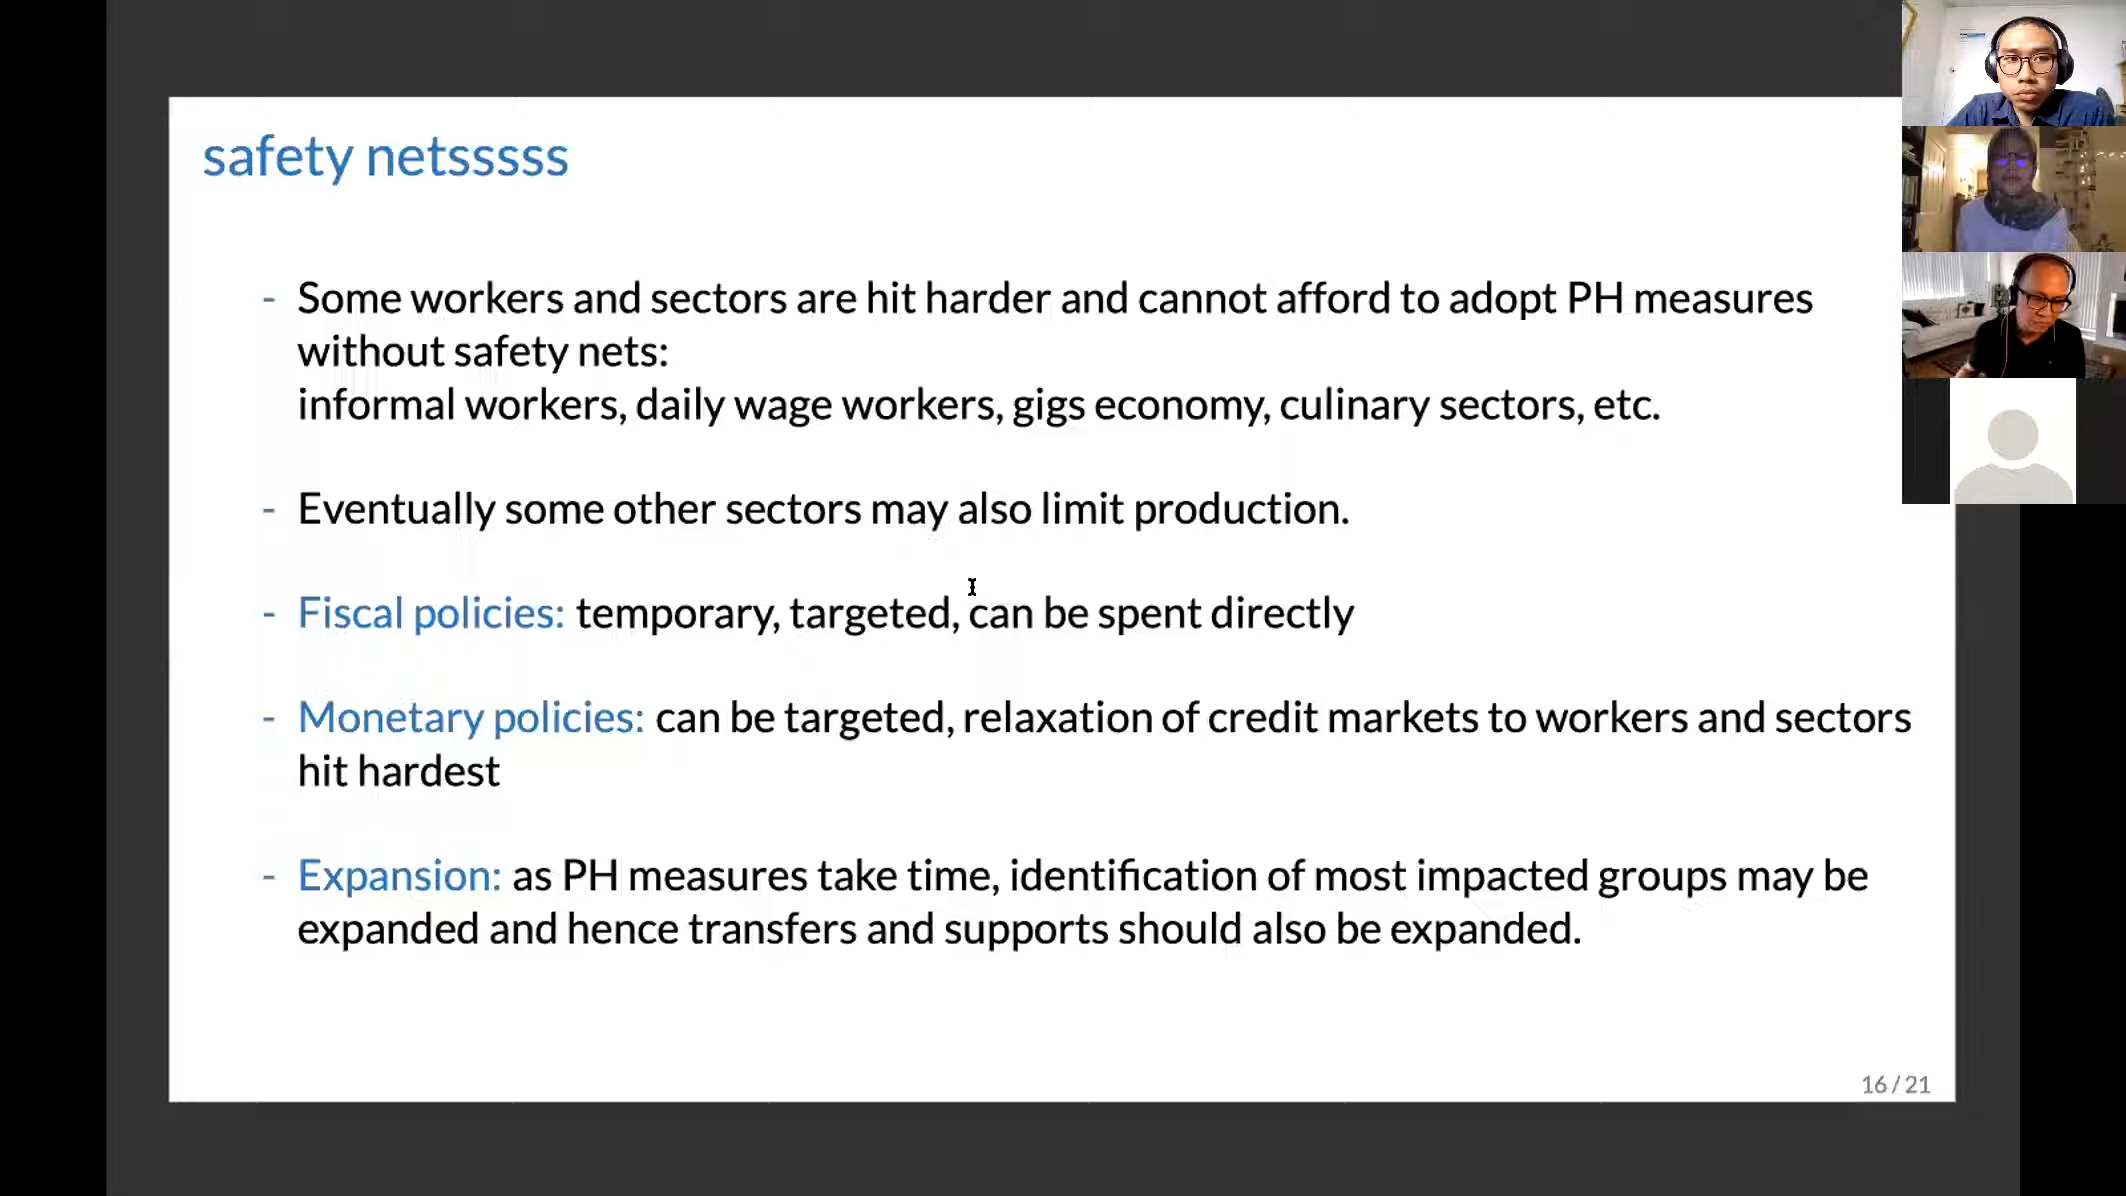 safety netsssss
- Some workers and sectors are hit harder and cannot afford to adopt PH measures
without safety nets:
informal workers, daily wage workers, gigs economy, culinary sectors, etc.
- Eventually some other sectors may also limit production.
- Fiscal policies: temporary, targeted, can be spent directly
- Monetary policies: can be targeted, relaxation of credit markets to workers and sectors
hit hardest
- Expansion: as PH measures take time, identification of most impacted groups may be
expanded and hence transfers and supports should also be expanded.
16 / 21